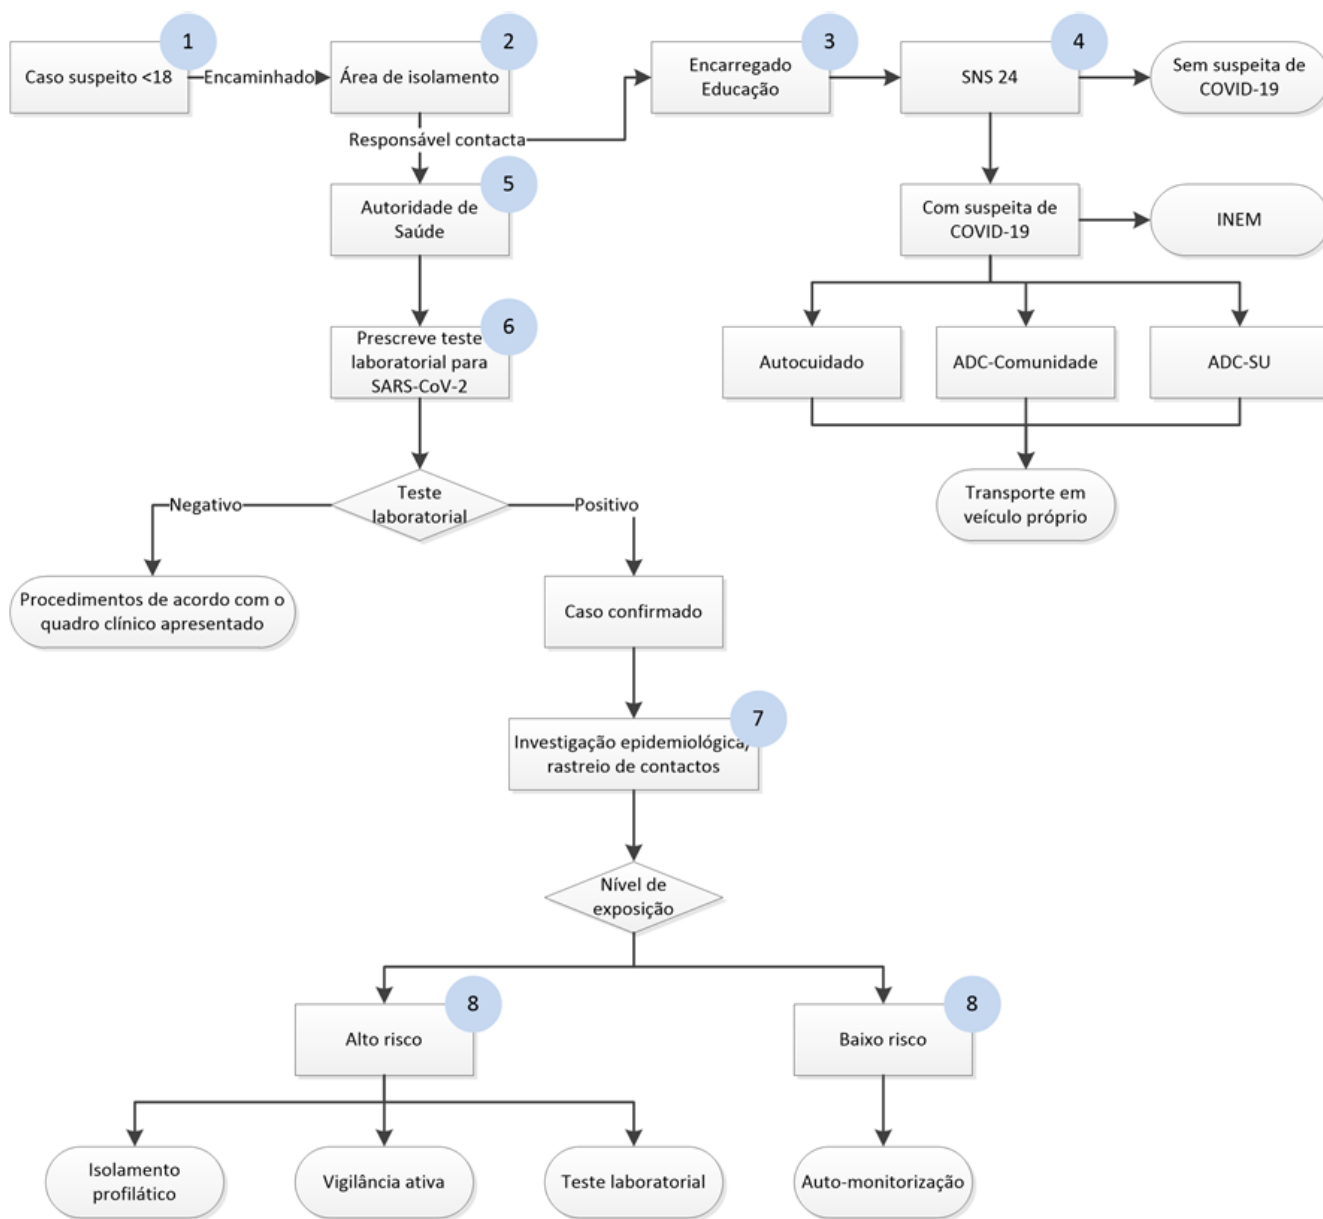 1
Caso suspeito <18
Encaminhado
2
Área de isolamento
Responsável contacta
3
Encarregado
Educação
4
SNS 24
Sem suspeita de
COVID-19
5
Autoridade de
Saúde
Com suspeita de
COVID-19
INEM
6
Prescreve teste
laboratorial para
SARS-CoV-2
Autocuidado
ADC-Comunidade
ADC-SU
Transporte em
veículo próprio
Negativo
Teste
laboratorial
Positivo
Procedimentos de acordo com o
quadro clínico apresentado
Caso confirmado
7
Investigação epidemiológica/
rastreio de contactos
Nível de
exposição
8
Alto risco
8
Baixo risco
Isolamento
profilático
Vigilância ativa
Teste laboratorial
Auto-monitorização